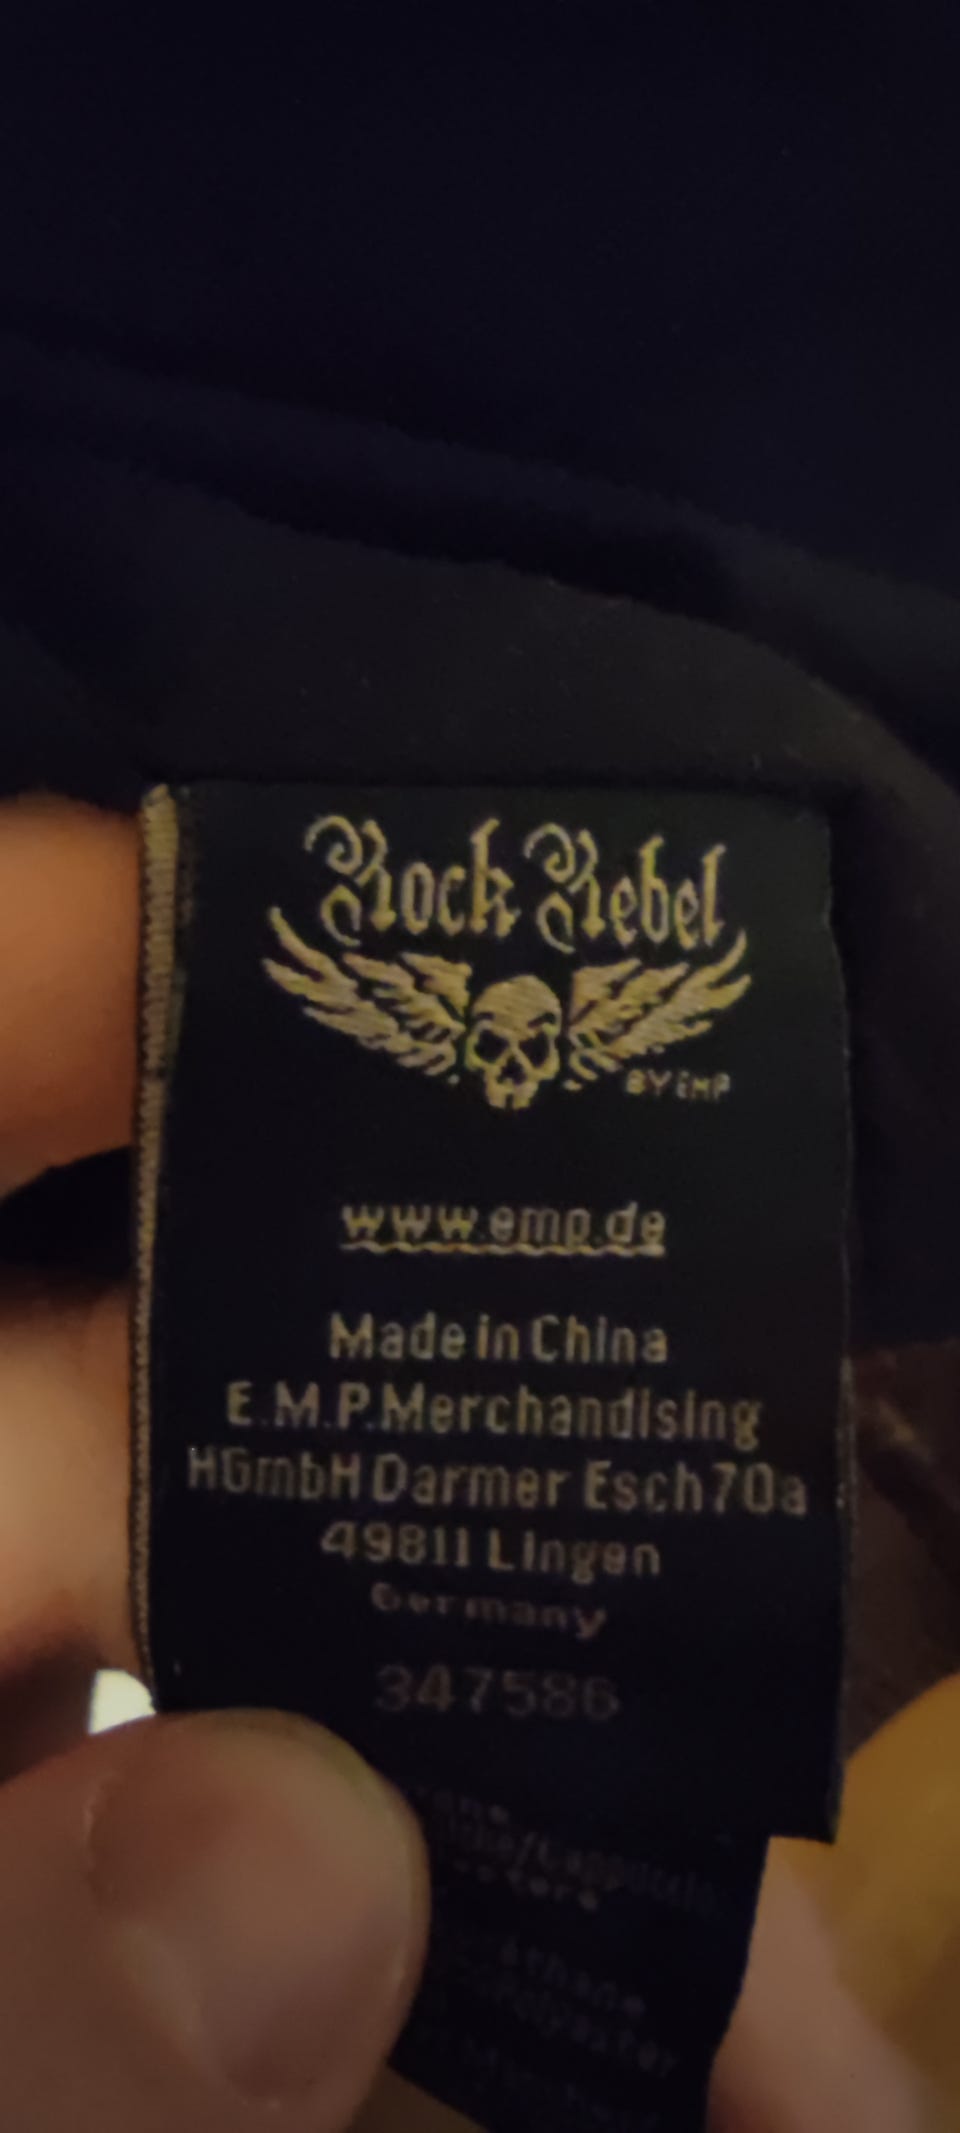 Rock Rebel
BY EMP
www.emp.de
Made in China
E.M.P. Merchandising
HGmbH Darmer Esch 70a
49811 Lingen
Germany
347586
Polyester